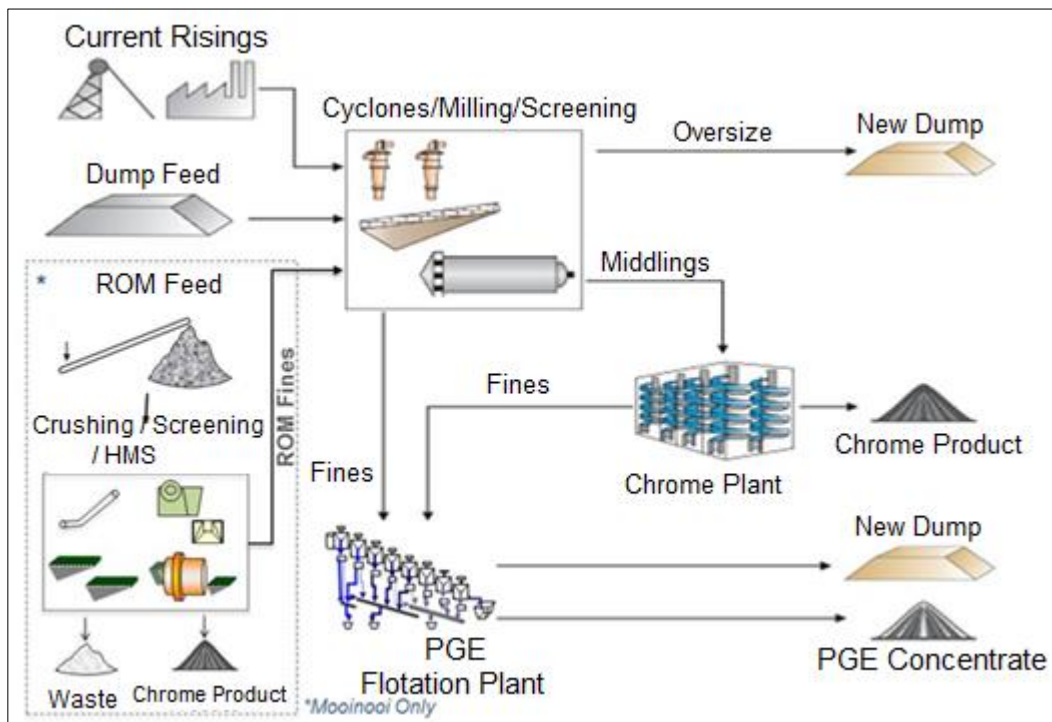 Current Risings
Cyclones/Milling/Screening
Oversize
New Dump
Dump Feed
Middlings
* ROM Feed
ROM Fines
Crushing / Screening
/ HMS
Fines
Fines
Chrome Plant
Chrome Product
New Dump
PGE
Flotation Plant
PGE Concentrate
Waste
Chrome Product
*Mooinooi Only